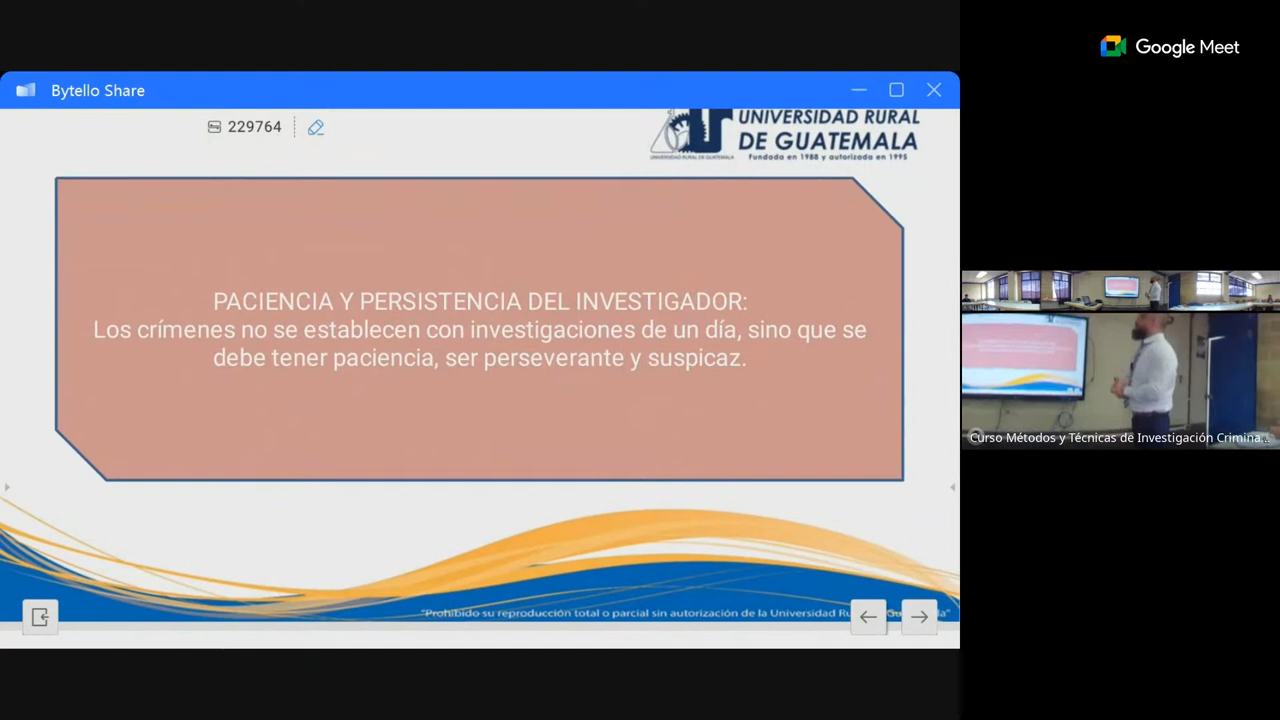 Google Meet
Bytello Share
229764
UNIVERSIDAD RURAL
DE GUATEMALA
UNIVERSIDAD RURAL DE GUATEMALA
Fundada en 1988 y autorizada en 1995
PACIENCIA Y PERSISTENCIA DEL INVESTIGADOR:
Los crímenes no se establecen con investigaciones de un día, sino que se
debe tener paciencia, ser perseverante y suspicaz.
Curso Métodos y Técnicas de Investigación Crimina...
"Prohibido su reproducción total o parcial sin autorización de la Universidad Ru